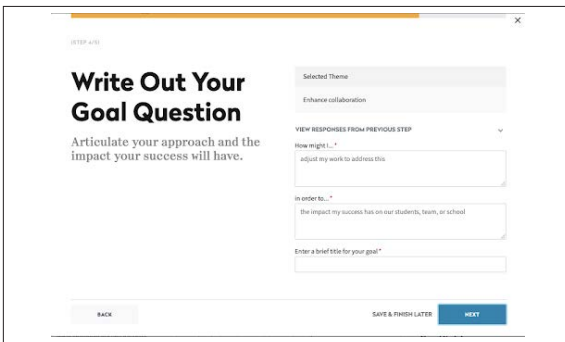 (STEP 4/5)
Write Out Your
Goal Question
Articulate your approach and the
impact your success will have.
Selected Theme
Enhance collaboration
VIEW RESPONSES FROM PREVIOUS STEP
How might I... *
adjust my work to address this
In order to... *
the impact my success has on our students, team, or school
Enter a brief title for your goal *
BACK
SAVE & FINISH LATER
NEXT